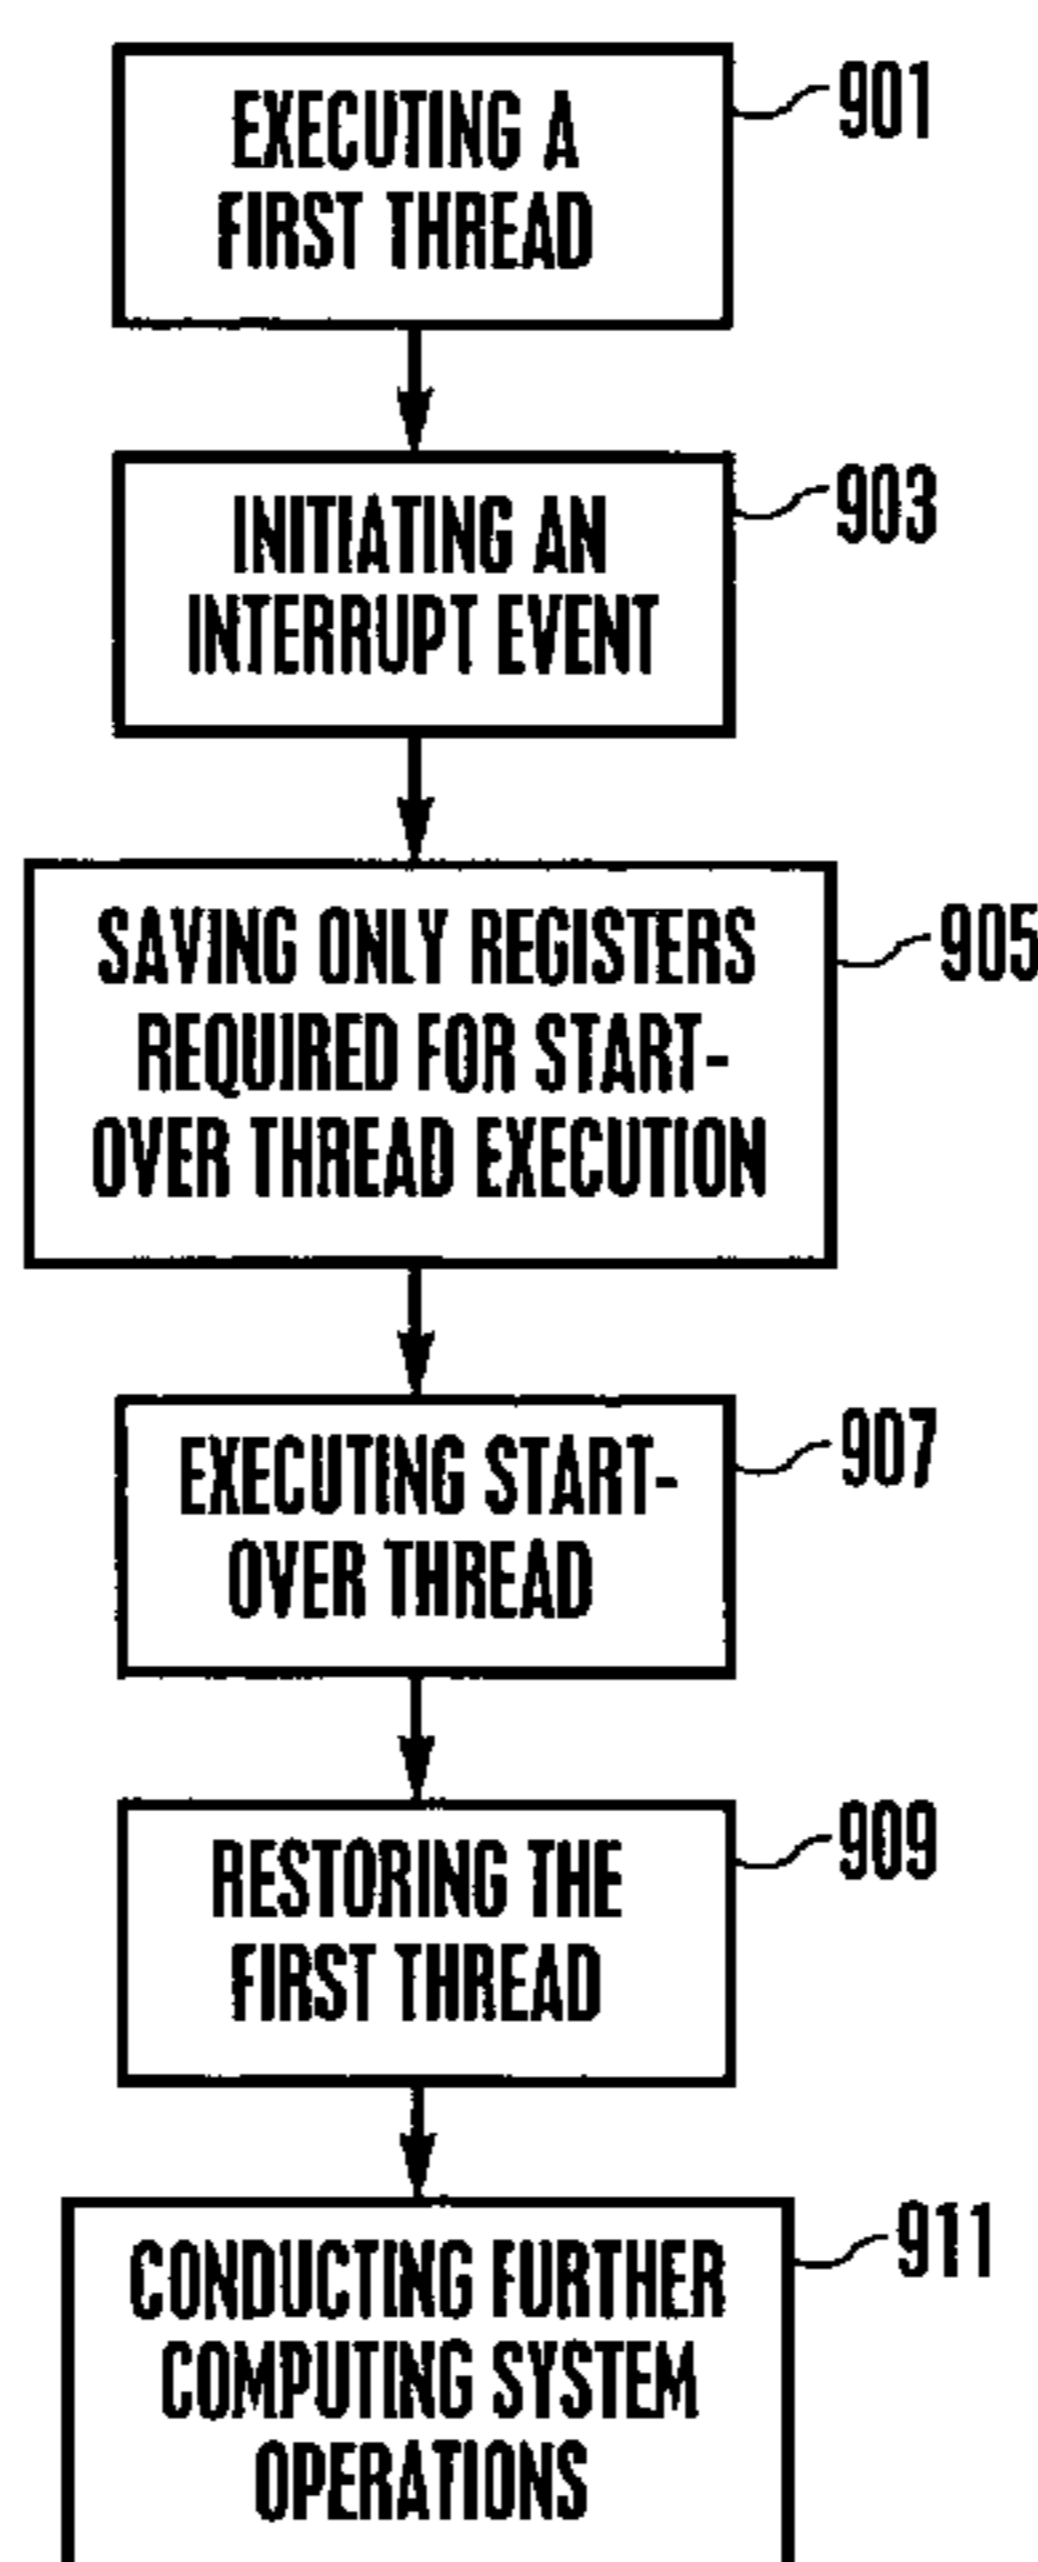 EXECUTING A
FIRST THREAD
901
INITIATING AN
INTERRUPT EVENT
903
SAVING ONLY REGISTERS
REQUIRED FOR START-
OVER THREAD EXECUTION
905
EXECUTING START-
OVER THREAD
907
RESTORING THE
FIRST THREAD
909
CONDUCTING FURTHER
COMPUTING SYSTEM
OPERATIONS
911